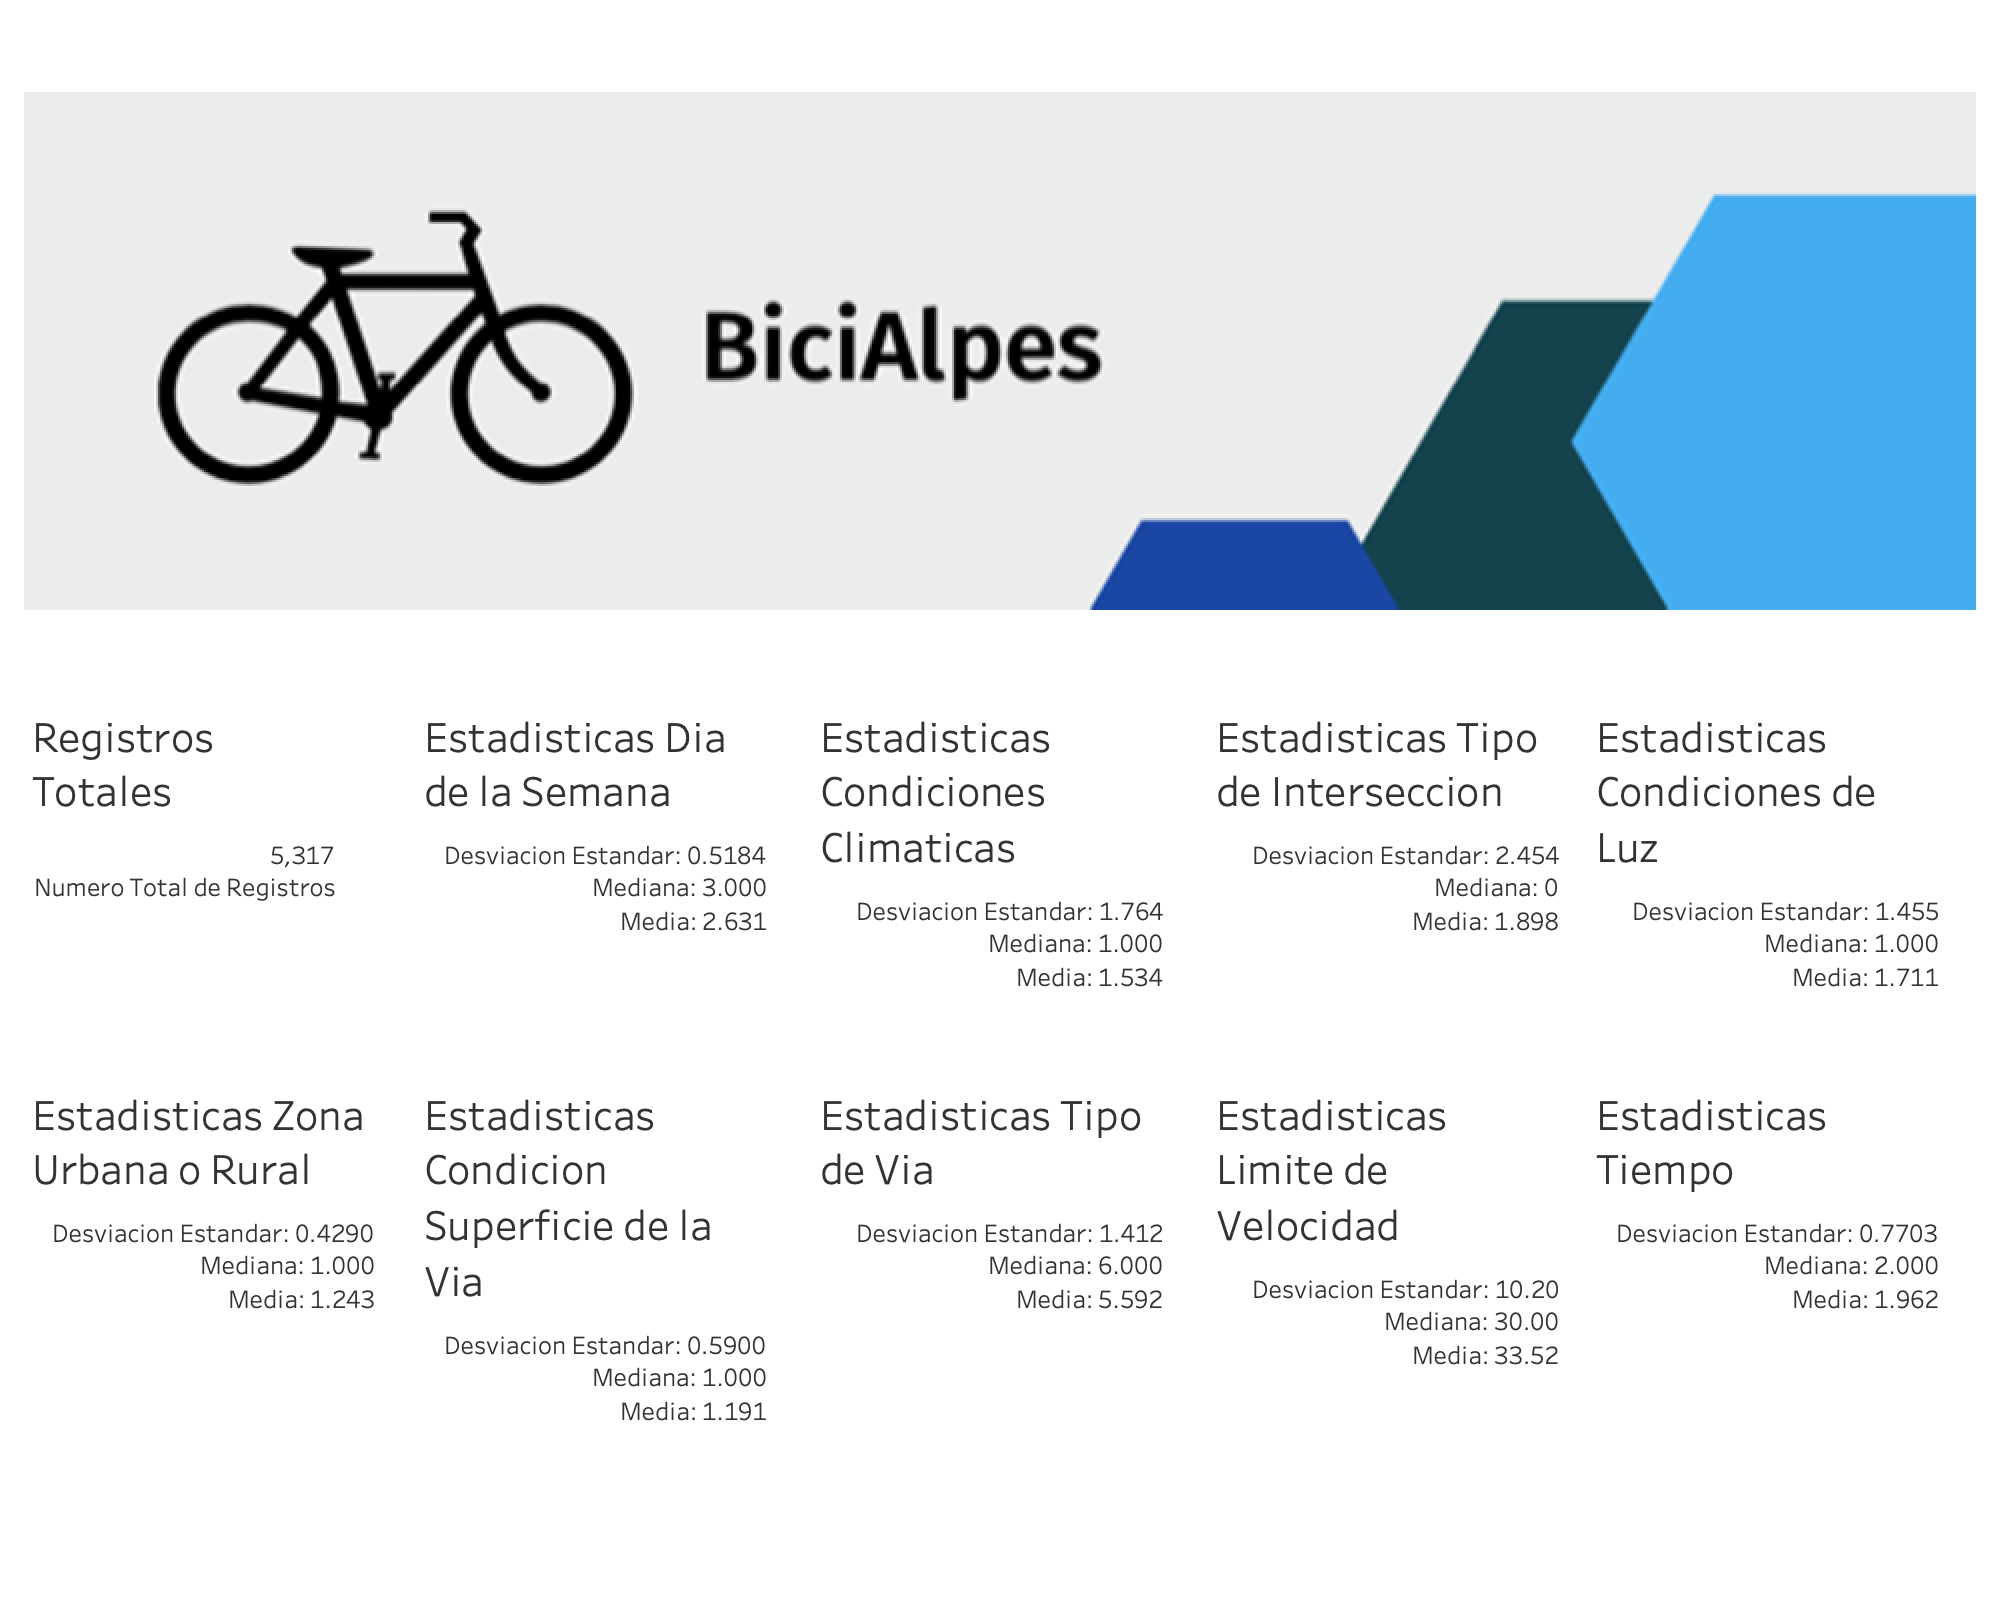 BiciAlpes
Registros
Totales
5,317
Numero Total de Registros
Estadisticas Dia
de la Semana
Desviacion Estandar: 0.5184
Mediana: 3.000
Media: 2.631
Estadisticas
Condiciones
Climaticas
Desviacion Estandar: 1.764
Mediana: 1.000
Media: 1.534
Estadisticas Tipo
de Interseccion
Desviacion Estandar: 2.454
Mediana: 0
Media: 1.898
Estadisticas
Condiciones de
Luz
Desviacion Estandar: 1.455
Mediana: 1.000
Media: 1.711
Estadisticas Zona
Urbana o Rural
Desviacion Estandar: 0.4290
Mediana: 1.000
Media: 1.243
Estadisticas
Condicion
Superficie de la
Via
Desviacion Estandar: 0.5900
Mediana: 1.000
Media: 1.191
Estadisticas Tipo
de Via
Desviacion Estandar: 1.412
Mediana: 6.000
Media: 5.592
Estadisticas
Limite de
Velocidad
Desviacion Estandar: 10.20
Mediana: 30.00
Media: 33.52
Estadisticas
Tiempo
Desviacion Estandar: 0.7703
Mediana: 2.000
Media: 1.962